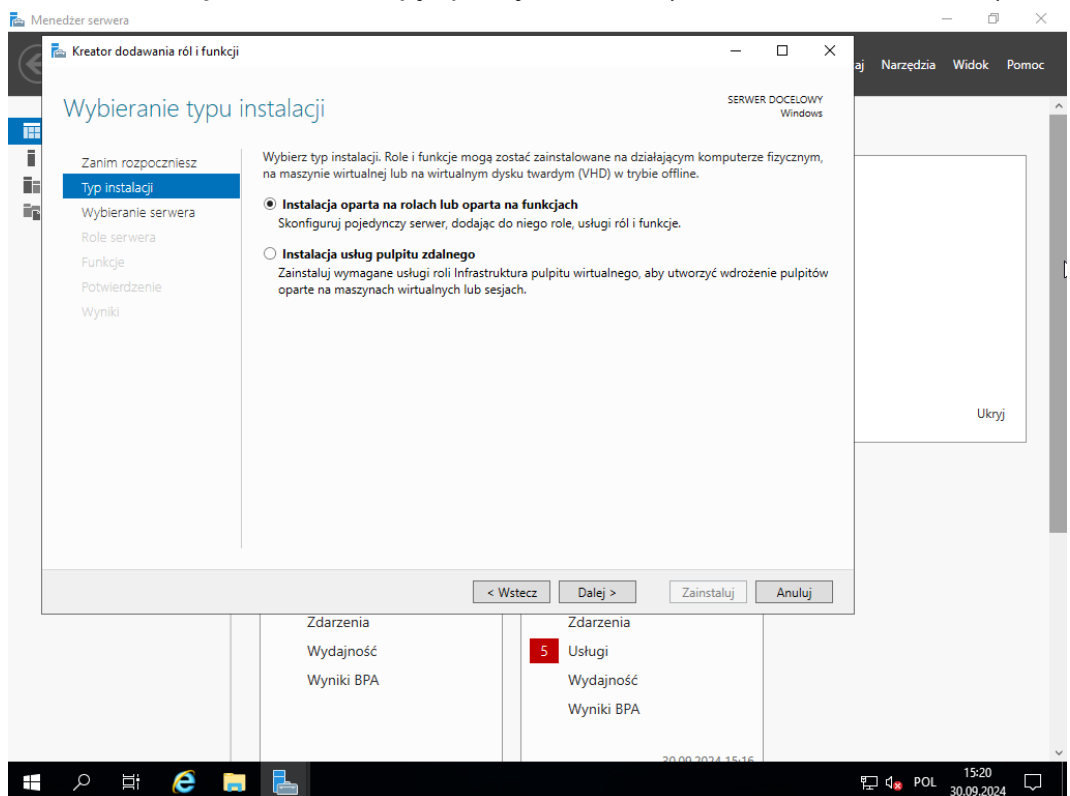 Menedżer serwera
Kreator dodawania ról i funkcji
aj Narzędzia Widok Pomoc
Wybieranie typu instalacji
SERWER DOCELOWY
Windows
Zanim rozpoczniesz
Typ instalacji
Wybieranie serwera
Role serwera
Funkcje
Potwierdzenie
Wyniki
Wybierz typ instalacji. Role i funkcje mogą zostać zainstalowane na działającym komputerze fizycznym,
na maszynie wirtualnej lub na wirtualnym dysku twardym (VHD) w trybie offline.
Instalacja oparta na rolach lub oparta na funkcjach
Skonfiguruj pojedynczy serwer, dodając do niego role, usługi ról i funkcje.
Instalacja usług pulpitu zdalnego
Zainstaluj wymagane usługi roli Infrastruktura pulpitu wirtualnego, aby utworzyć wdrożenie pulpitów
oparte na maszynach wirtualnych lub sesjach.
Ukryj
< Wstecz Dalej > Zainstaluj Anuluj
Zdarzenia
Wydajność
Wyniki BPA
Zdarzenia
5 Usługi
Wydajność
Wyniki BPA
30.09.2024 15:16
POL
15:20
30.09.2024